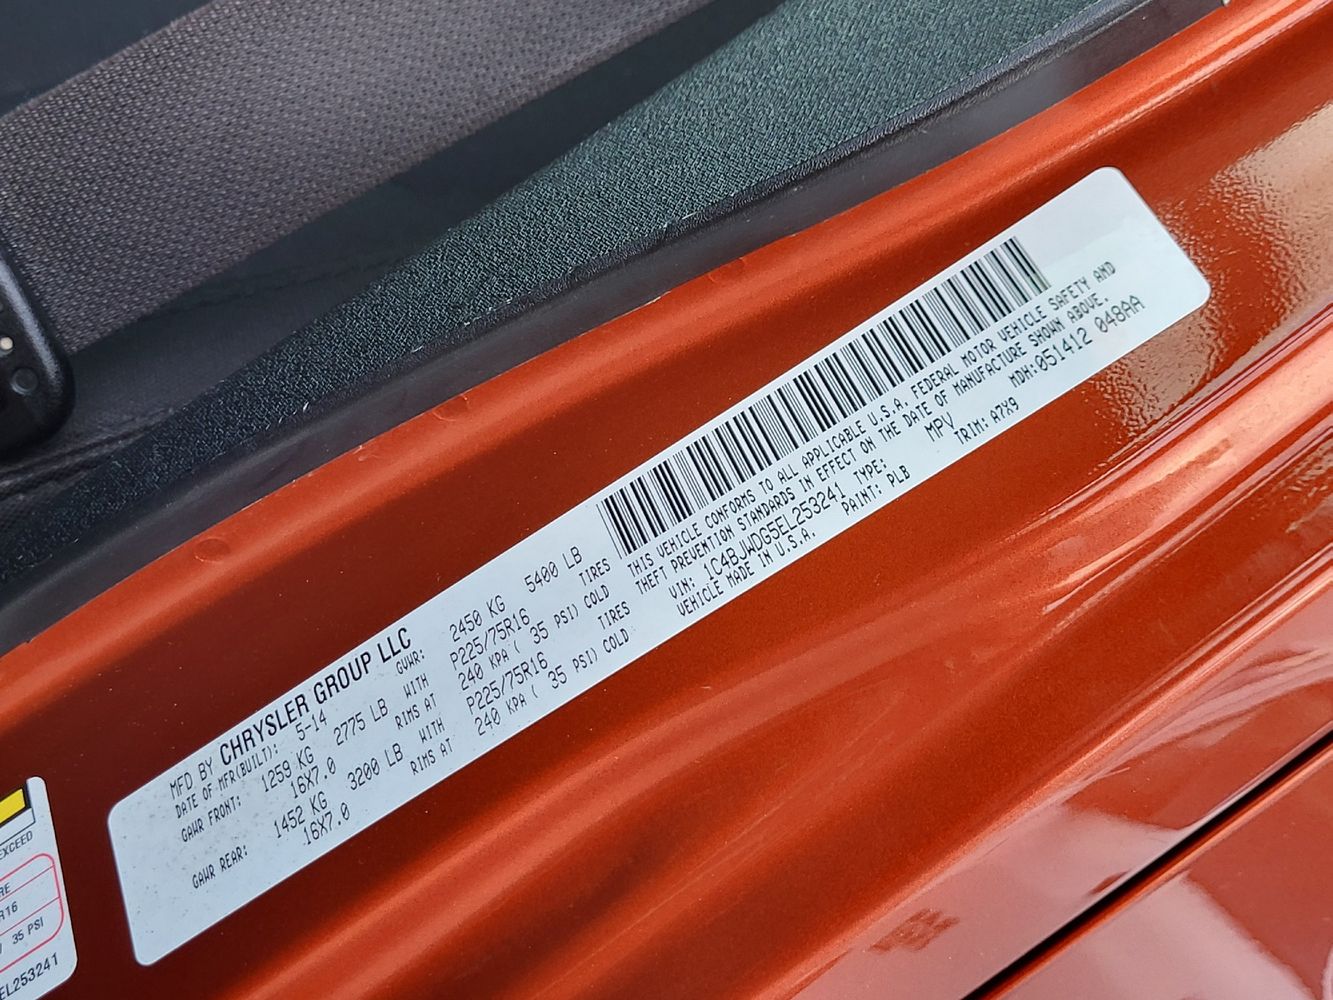 MFD BY CHRYSLER GROUP LLC
DATE OF MFR(BUILT): 5-14 GVWR: 2450 KG 5400 LB
GAWR FRONT: 1259 KG 2775 LB WITH P225/75R16 TIRES
16X7.0 RIMS AT 240 KPA ( 35 PSI) COLD
GAWR REAR: 1452 KG 3200 LB WITH P225/75R16 TIRES
16X7.0 RIMS AT 240 KPA ( 35 PSI) COLD
THIS VEHICLE CONFORMS TO ALL APPLICABLE U.S.A. FEDERAL MOTOR VEHICLE SAFETY AND
THEFT PREVENTION STANDARDS IN EFFECT ON THE DATE OF MANUFACTURE SHOWN ABOVE.
VIN: 1C4BJWDG5EL253241 TYPE: MPV MDH:051412 048AA
VEHICLE MADE IN U.S.A. PAINT: PLB TRIM: A7X9
EXCEED
R16
35 PSI
EL253241